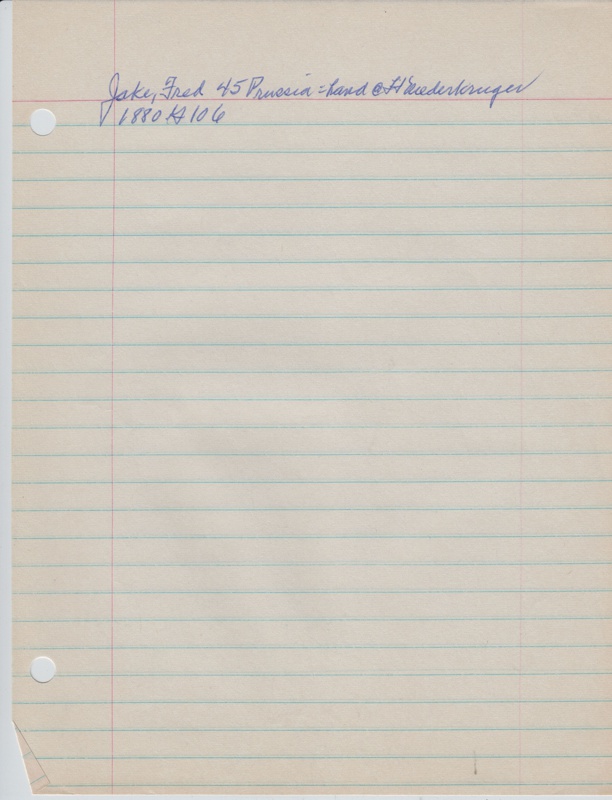 Jake, Fred 45 Prussia = hand @ H Niederkruger
1880 H 106